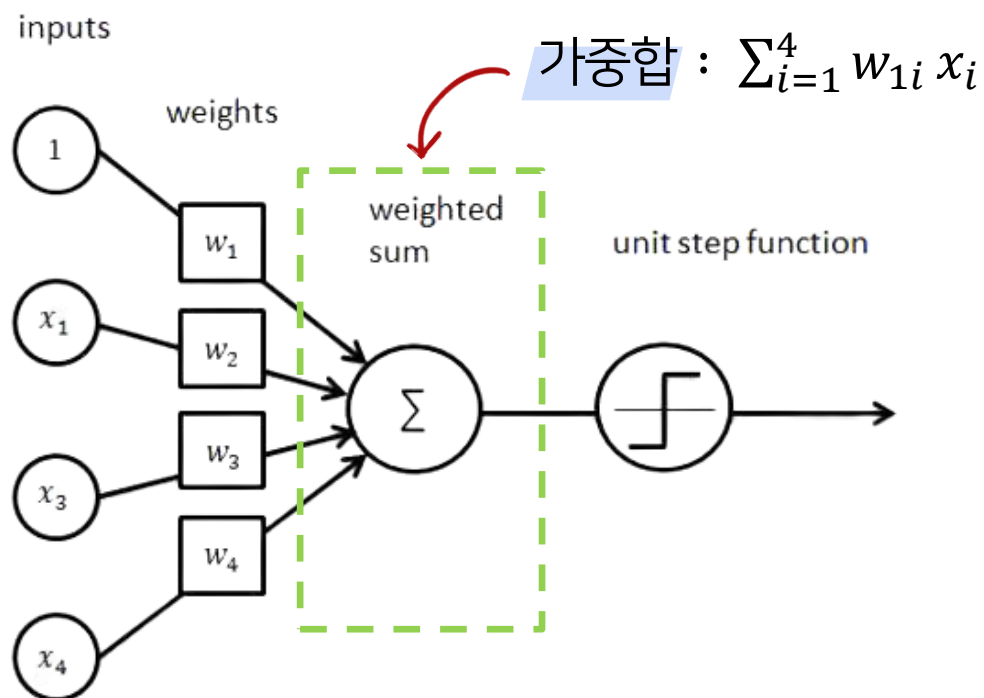 inputs
가중합 : ∑⁴ᵢ₌₁ w₁ᵢ xᵢ
weights
1
weighted
sum
unit step function
w₁
x₁
w₂
∑
w₃
x₃
w₄
x₄